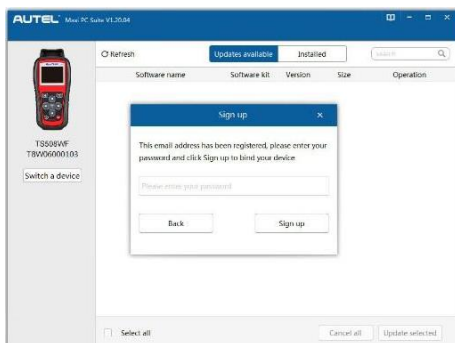 AUTEL Maxi PC Suite V1.20.04
Refresh Updates available Installed search
Software name Software kit Version Size Operation
Sign up
This email address has been registered, please enter your
password and click Sign up to bind your device
Please enter your password
Back Sign up
TS508WF
TBW06000103
Switch a device
Select all Cancel all Update selected